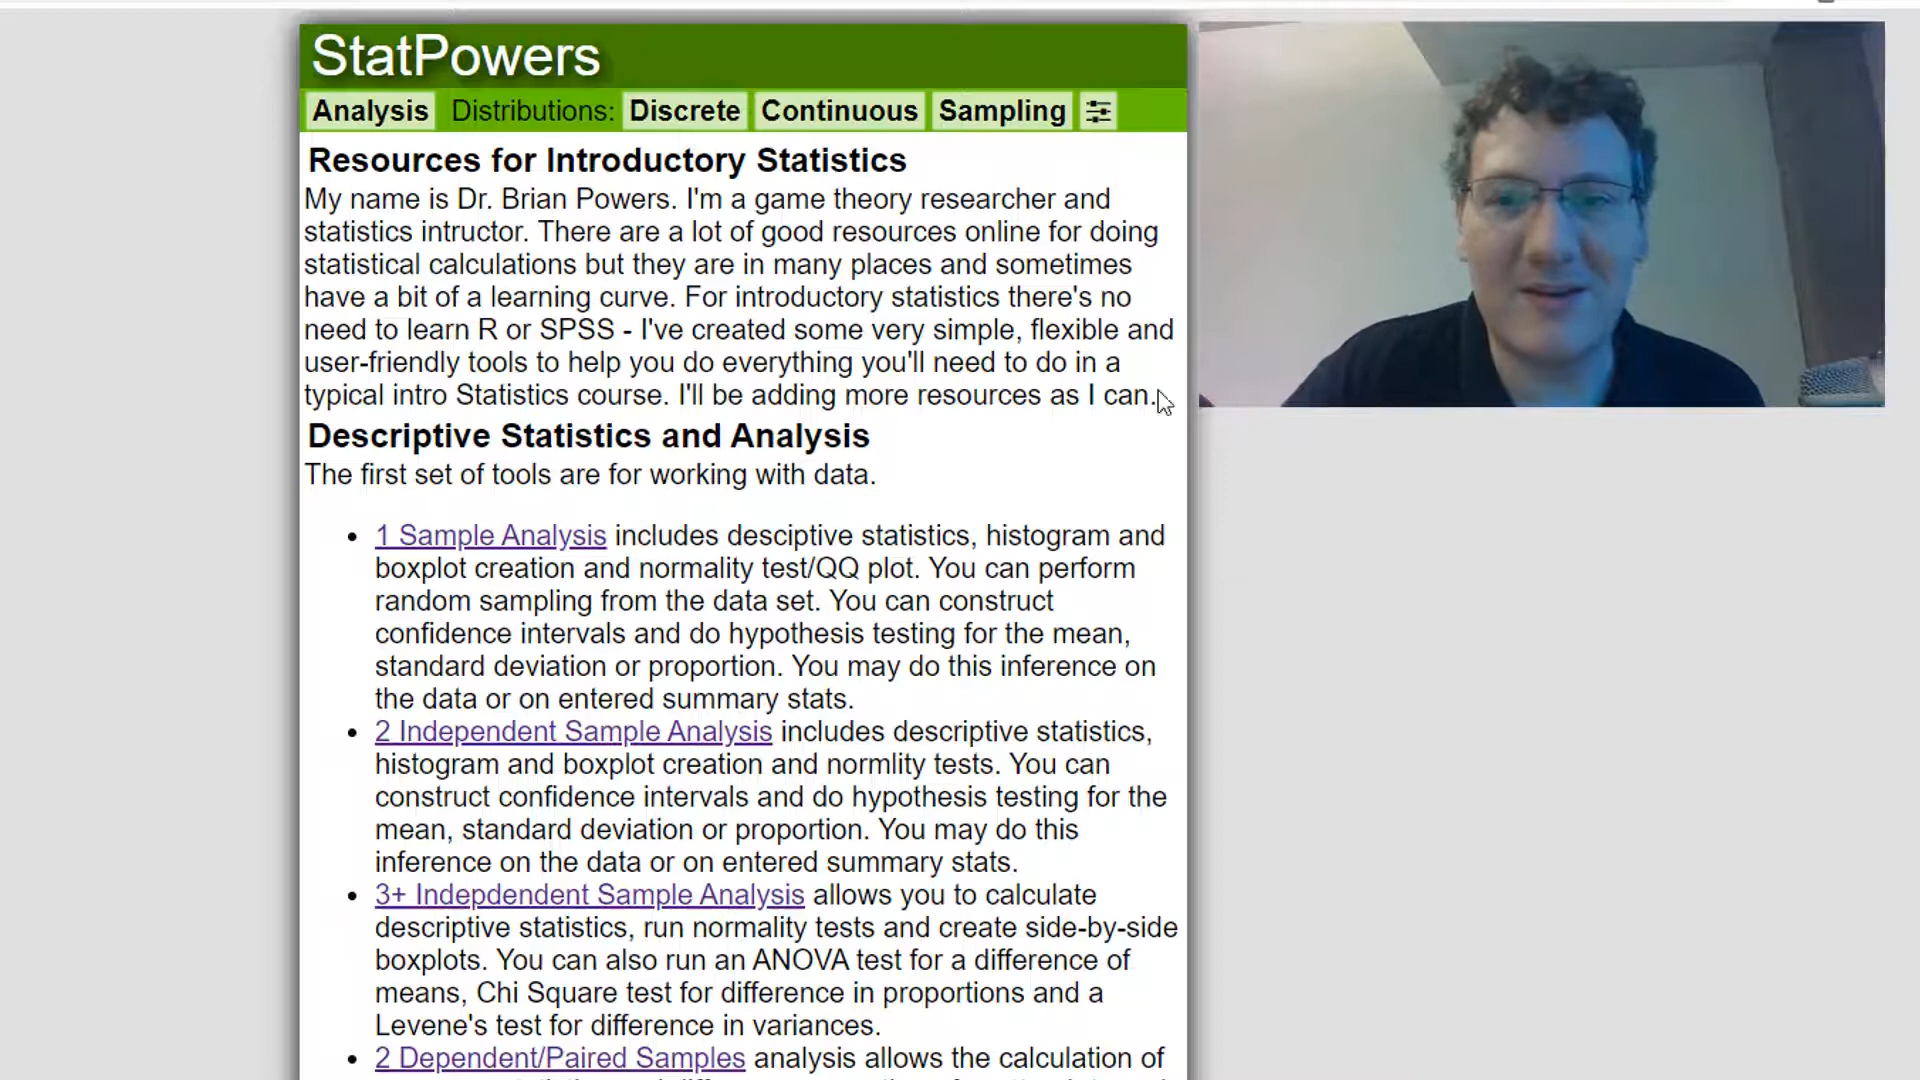 StatPowers
Analysis Distributions: Discrete Continuous Sampling
Resources for Introductory Statistics
My name is Dr. Brian Powers. I'm a game theory researcher and
statistics intructor. There are a lot of good resources online for doing
statistical calculations but they are in many places and sometimes
have a bit of a learning curve. For introductory statistics there's no
need to learn R or SPSS - I've created some very simple, flexible and
user-friendly tools to help you do everything you'll need to do in a
typical intro Statistics course. I'll be adding more resources as I can.
Descriptive Statistics and Analysis
The first set of tools are for working with data.
• 1 Sample Analysis includes desciptive statistics, histogram and
boxplot creation and normality test/QQ plot. You can perform
random sampling from the data set. You can construct
confidence intervals and do hypothesis testing for the mean,
standard deviation or proportion. You may do this inference on
the data or on entered summary stats.
• 2 Independent Sample Analysis includes descriptive statistics,
histogram and boxplot creation and normlity tests. You can
construct confidence intervals and do hypothesis testing for the
mean, standard deviation or proportion. You may do this
inference on the data or on entered summary stats.
• 3+ Indepdendent Sample Analysis allows you to calculate
descriptive statistics, run normality tests and create side-by-side
boxplots. You can also run an ANOVA test for a difference of
means, Chi Square test for difference in proportions and a
Levene's test for difference in variances.
• 2 Dependent/Paired Samples analysis allows the calculation of